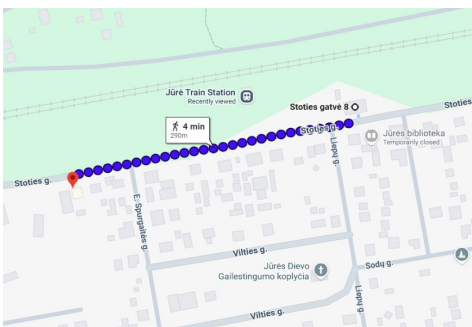 Jūrė Train Station
Recently viewed
Stoties gatvė 8
Stoties
4 min
290m
Stoties g.
Jūrės biblioteka
Temporarily closed
Liepų g.
Stoties g.
E. Spurgaitės g.
Vilties g.
Jūrės Dievo
Gailestingumo koplyčia
Sodų g.
Liepų g.
Vilties g.